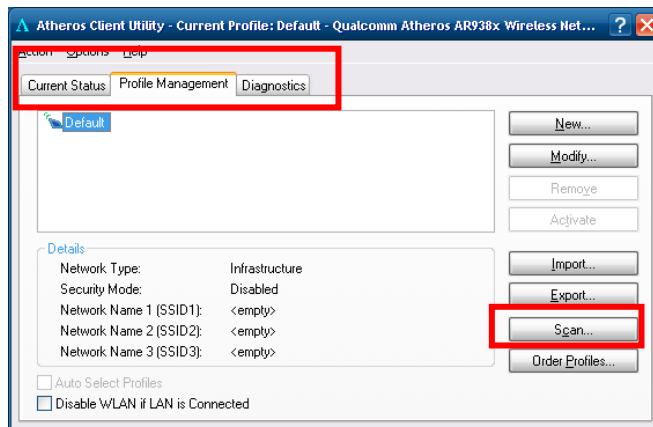 Atheros Client Utility - Current Profile: Default - Qualcomm Atheros AR938x Wireless Net...
Action Options Help
Current Status Profile Management Diagnostics
Default
New...
Modify...
Remove
Activate
Details
Network Type: Infrastructure
Security Mode: Disabled
Network Name 1 (SSID1): <empty>
Network Name 2 (SSID2): <empty>
Network Name 3 (SSID3): <empty>
Import...
Export...
Scan...
Order Profiles...
Auto Select Profiles
Disable WLAN if LAN is Connected